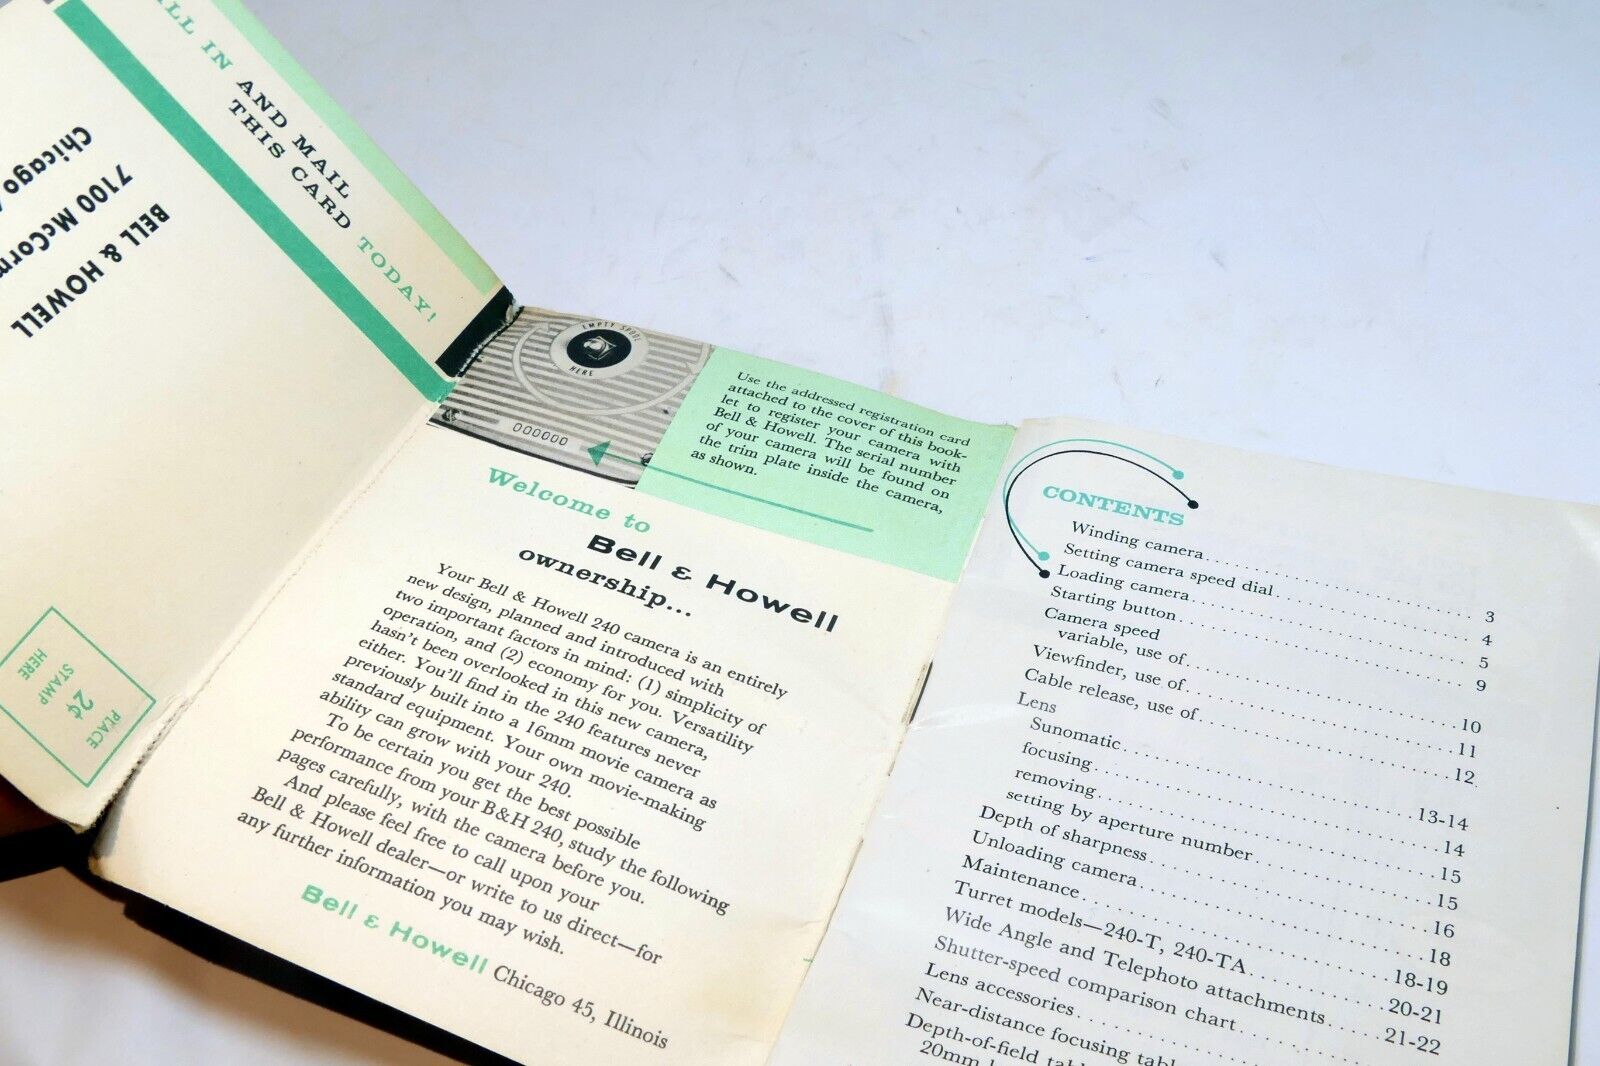 FILL IN AND MAIL
THIS CARD TODAY!
BELL & HOWELL
7100 McCorm
Chicago
PLACE
2¢
STAMP
HERE
EMPTY SPOOL
HERE
000000
Use the addressed registration card
attached to the cover of this book-
let to register your camera with
Bell & Howell. The serial number
of your camera will be found on
the trim plate inside the camera,
as shown.
Welcome to
Bell & Howell
ownership...
Your Bell & Howell 240 camera is an entirely
new design, planned and introduced with
two important factors in mind: (1) simplicity of
operation, and (2) economy for you. Versatility
hasn't been overlooked in this new camera,
either. You'll find in the 240 features never
previously built into a 16mm movie camera as
standard equipment. Your own movie-making
ability can grow with your 240.
To be certain you get the best possible
performance from your B&H 240, study the following
pages carefully, with the camera before you.
And please feel free to call upon your
Bell & Howell dealer—or write to us direct—for
any further information you may wish.
Bell & Howell Chicago 45, Illinois
CONTENTS
Winding camera 3
Setting camera speed dial 4
Loading camera 5
Starting button 9
Camera speed
variable, use of 10
Viewfinder, use of 11
Cable release, use of 12
Lens
Sunomatic 13-14
focusing 14
removing 15
setting by aperture number 15
Depth of sharpness 16
Unloading camera 18
Maintenance 18-19
Turret models—240-T, 240-TA 20-21
Wide Angle and Telephoto attachments 21-22
Shutter-speed comparison chart
Lens accessories
Near-distance focusing tabl
Depth-of-field tabl
20mm